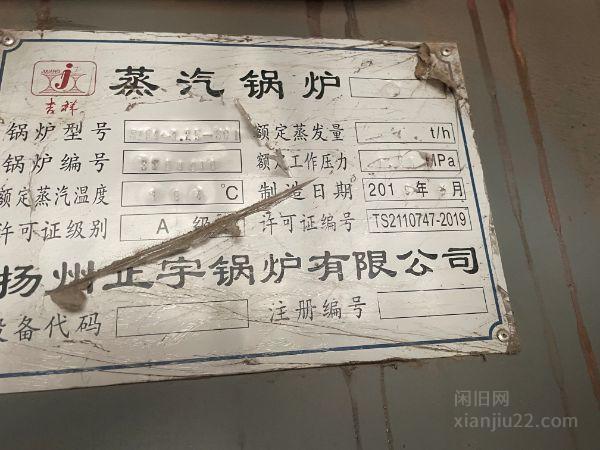 吉祥
蒸汽锅炉
锅炉型号 额定蒸发量 t/h
锅炉编号 额定工作压力 MPa
额定蒸汽温度 ℃ 制造日期 201 年 月
许可证级别 A 级 许可证编号 TS2110747-2019
扬州正宇锅炉有限公司
设备代码 注册编号
闲旧网
xianjiu22.com